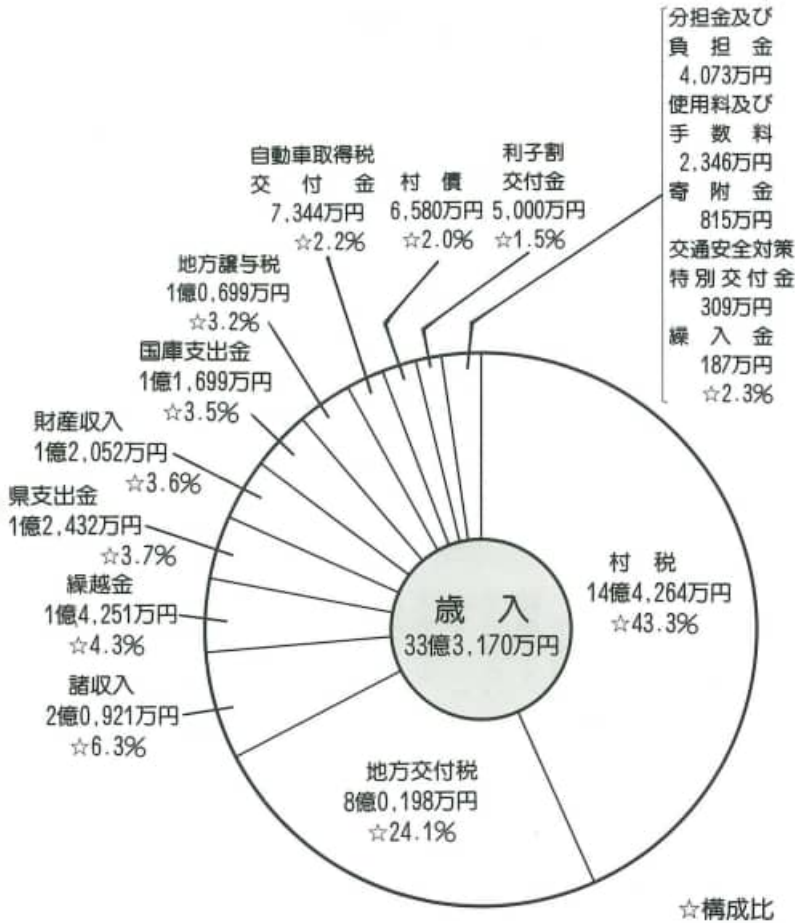 分担金及び
負担金
4,073万円
使用料及び
手数料
2,346万円
寄附金
815万円
交通安全対策
特別交付金
309万円
繰入金
187万円
☆2.3%
利子割
交付金
5,000万円
☆1.5%
村債
6,580万円
☆2.0%
自動車取得税
交付金
7,344万円
☆2.2%
地方譲与税
1億0,699万円
☆3.2%
国庫支出金
1億1,699万円
☆3.5%
財産収入
1億2,052万円
☆3.6%
県支出金
1億2,432万円
☆3.7%
繰越金
1億4,251万円
☆4.3%
諸収入
2億0,921万円
☆6.3%
地方交付税
8億0,198万円
☆24.1%
村税
14億4,264万円
☆43.3%
歳入
33億3,170万円
☆構成比